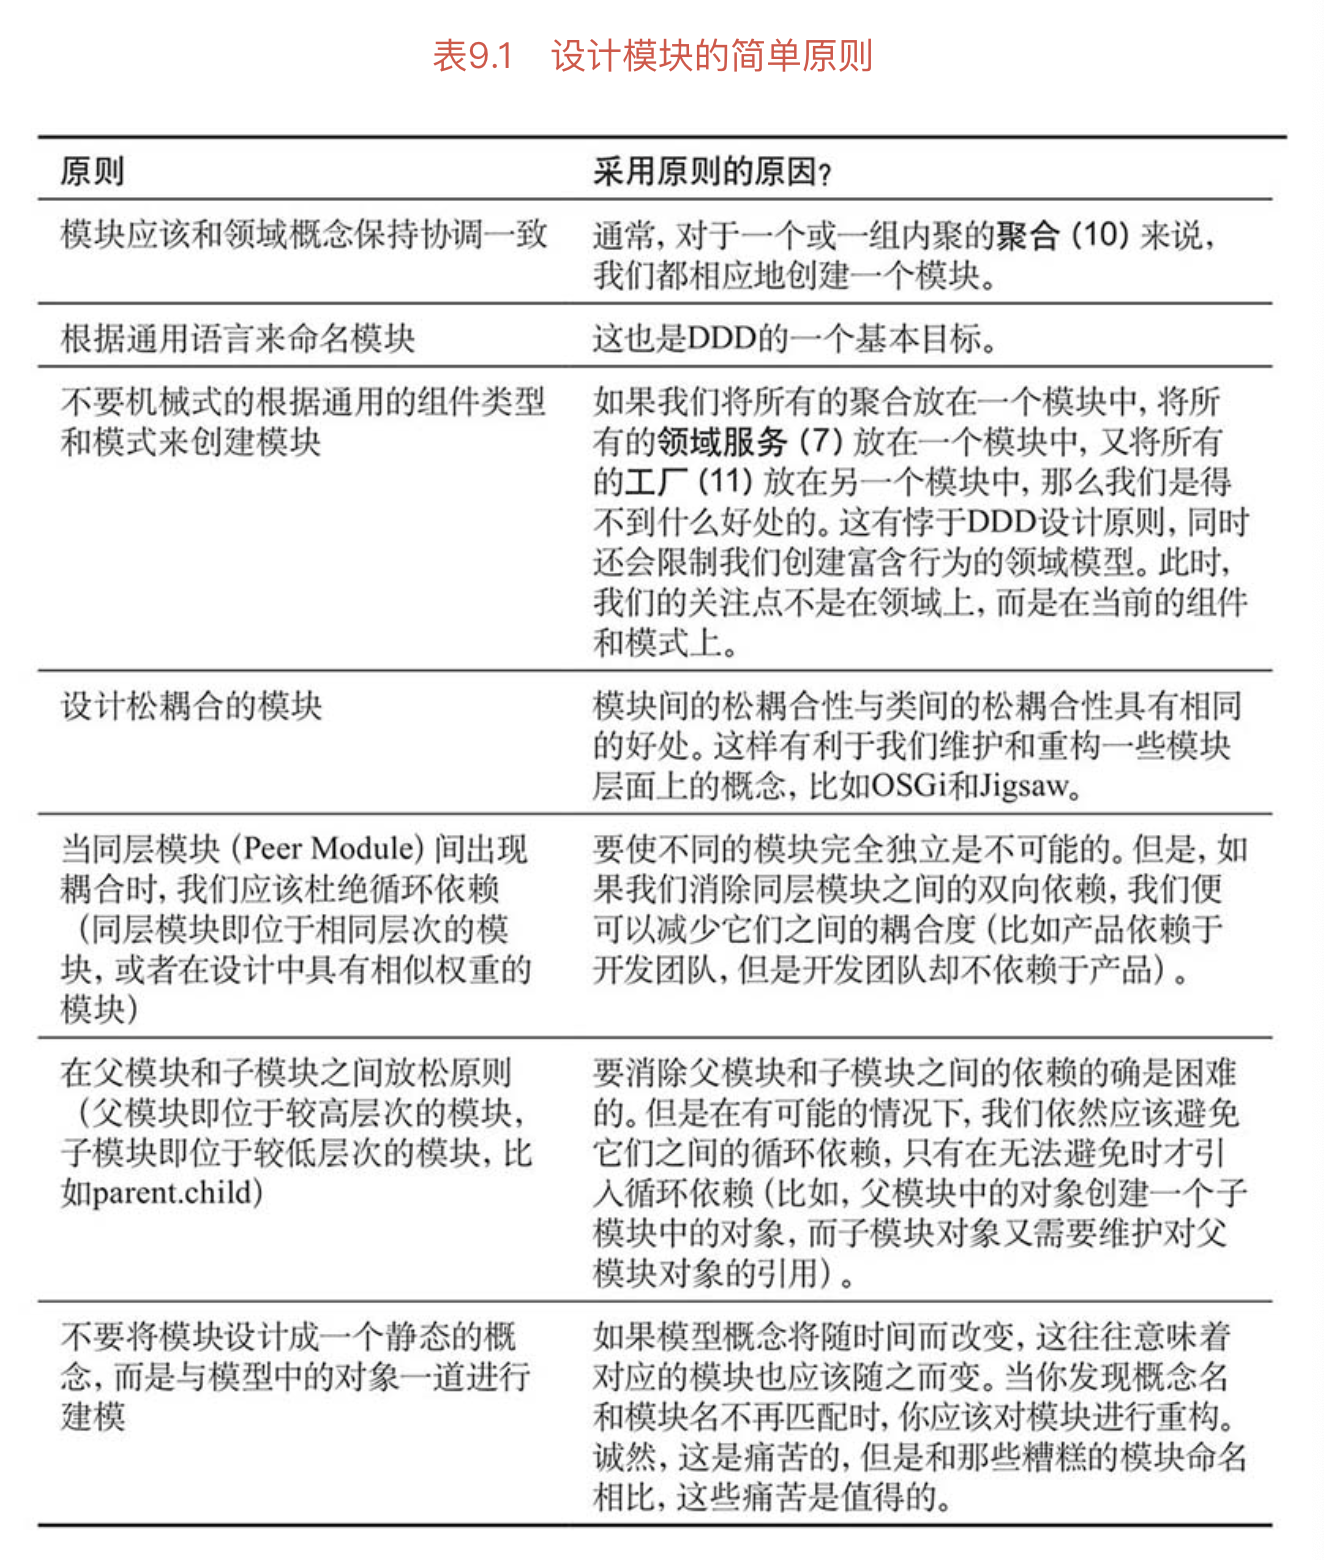 表9.1 设计模块的简单原则
原则
采用原则的原因?
模块应该和领域概念保持协调一致
通常, 对于一个或一组内聚的聚合 (10) 来说,
我们都相应地创建一个模块。
根据通用语言来命名模块
这也是DDD的一个基本目标。
不要机械式的根据通用的组件类型
和模式来创建模块
如果我们将所有的聚合放在一个模块中, 将所
有的领域服务 (7) 放在一个模块中, 又将所有
的工厂 (11) 放在另一个模块中, 那么我们是得
不到什么好处的。这有悖于DDD设计原则, 同时
还会限制我们创建富含行为的领域模型。此时,
我们的关注点不是在领域上, 而是在当前的组件
和模式上。
设计松耦合的模块
模块间的松耦合性与类间的松耦合性具有相同
的好处。这样有利于我们维护和重构一些模块
层面上的概念, 比如OSGi和Jigsaw。
当同层模块 (Peer Module) 间出现
耦合时, 我们应该杜绝循环依赖
(同层模块即位于相同层次的模
块, 或者在设计中具有相似权重的
模块)
要使不同的模块完全独立是不可能的。但是, 如
果我们消除同层模块之间的双向依赖, 我们便
可以减少它们之间的耦合度 (比如产品依赖于
开发团队, 但是开发团队却不依赖于产品) 。
在父模块和子模块之间放松原则
(父模块即位于较高层次的模块,
子模块即位于较低层次的模块, 比
如parent.child)
要消除父模块和子模块之间的依赖的确是困难
的。但是在有可能的情况下, 我们依然应该避免
它们之间的循环依赖, 只有在无法避免时才引
入循环依赖 (比如, 父模块中的对象创建一个子
模块中的对象, 而子模块对象又需要维护对父
模块对象的引用) 。
不要将模块设计成一个静态的概
念, 而是与模型中的对象一道进行
建模
如果模型概念将随时间而改变, 这往往意味着
对应的模块也应该随之而变。当你发现概念名
和模块名不再匹配时, 你应该对模块进行重构。
诚然, 这是痛苦的, 但是和那些糟糕的模块命名
相比, 这些痛苦是值得的。